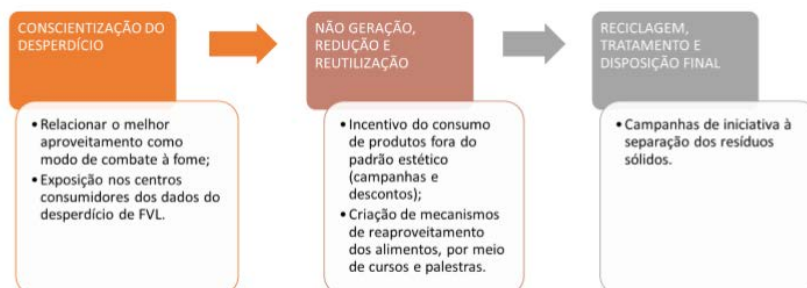 CONSCIENTIZAÇÃO DO
DESPERDÍCIO
• Relacionar o melhor
aproveitamento como
modo de combate à fome;
• Exposição nos centros
consumidores dos dados do
desperdício de FVL.
NÃO GERAÇÃO,
REDUÇÃO E
REUTILIZAÇÃO
• Incentivo do consumo
de produtos fora do
padrão estético
(campanhas e
descontos);
• Criação de mecanismos
de reaproveitamento
dos alimentos, por meio
de cursos e palestras.
RECICLAGEM,
TRATAMENTO E
DISPOSIÇÃO FINAL
• Campanhas de iniciativa à
separação dos resíduos
sólidos.